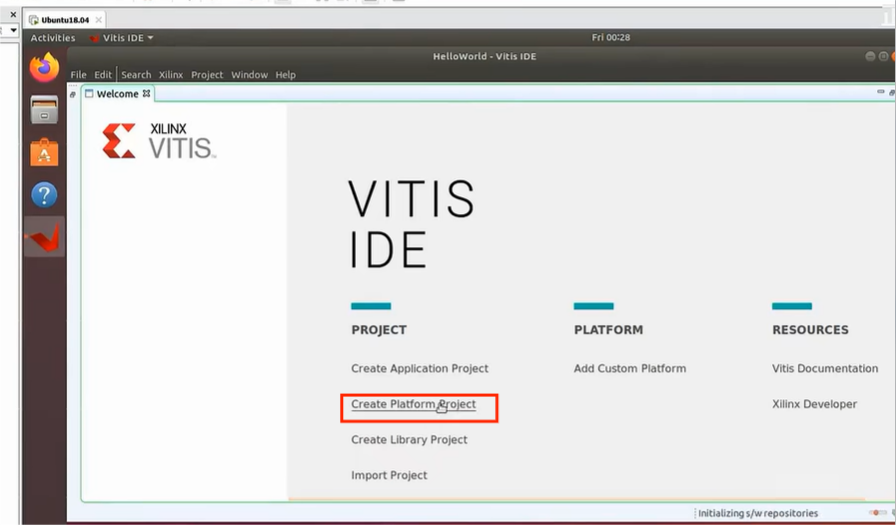 Ubuntu18.04
Activities
Vitis IDE
Fri 00:28
HelloWorld - Vitis IDE
File Edit Search Xilinx Project Window Help
Welcome
XILINX
VITIS
VITIS
IDE
PROJECT
PLATFORM
RESOURCES
Create Application Project
Add Custom Platform
Vitis Documentation
Create Platform Project
Xilinx Developer
Create Library Project
Import Project
Initializing s/w repositories